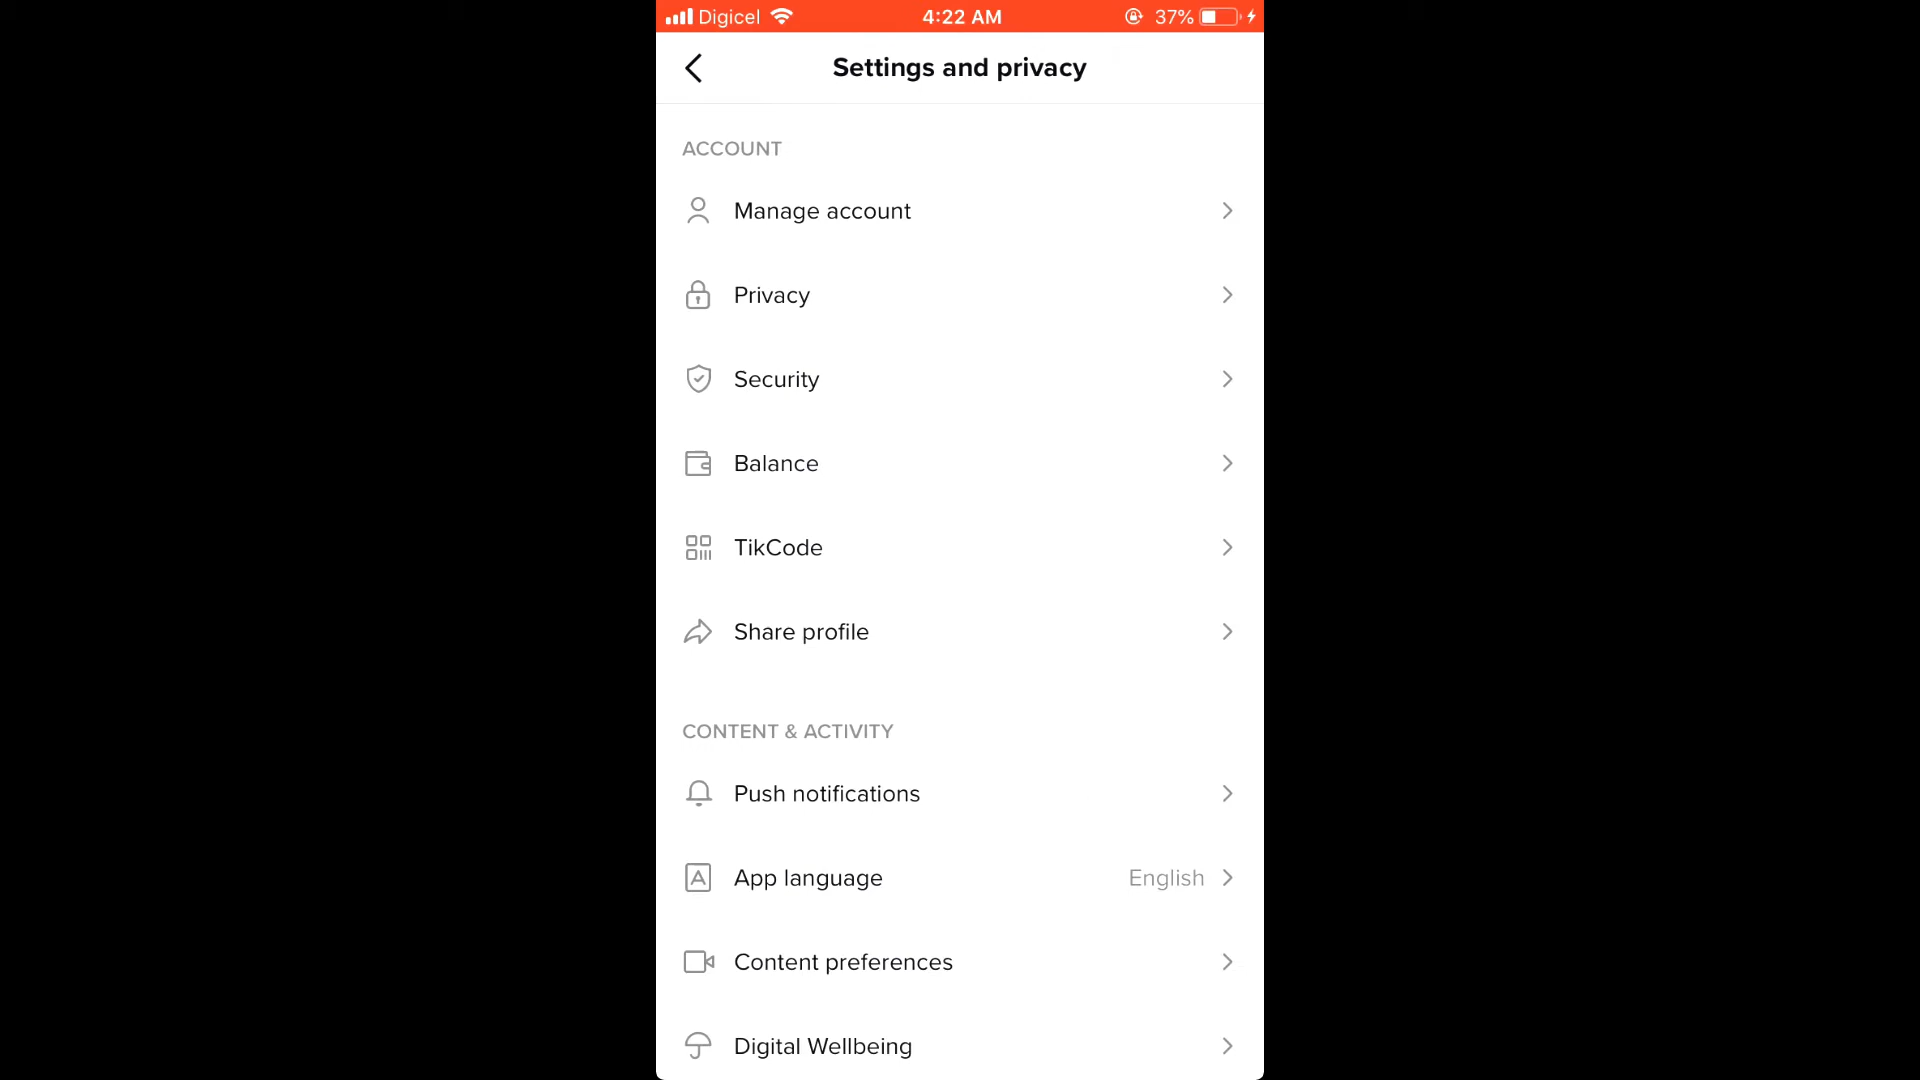 Digicel 4:22 AM 37%
Settings and privacy
ACCOUNT
Manage account
Privacy
Security
Balance
TikCode
Share profile
CONTENT & ACTIVITY
Push notifications
App language English
Content preferences
Digital Wellbeing